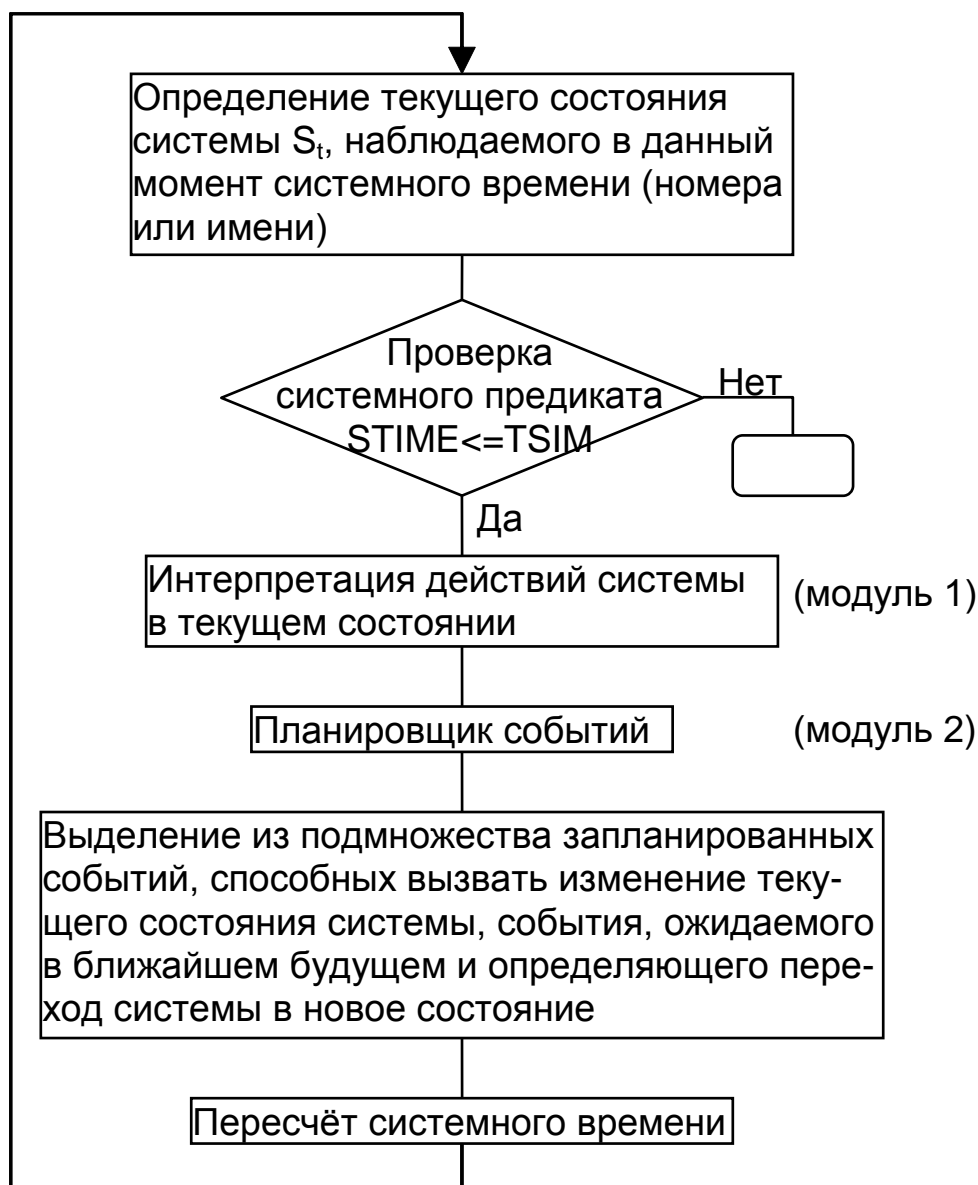 Определение текущего состояния
системы Sₜ, наблюдаемого в данный
момент системного времени (номера
или имени)
Проверка
системного предиката
STIME<=TSIM
Нет
Да
Интерпретация действий системы
в текущем состоянии
(модуль 1)
Планировщик событий
(модуль 2)
Выделение из подмножества запланированных
событий, способных вызвать изменение теку-
щего состояния системы, события, ожидаемого
в ближайшем будущем и определяющего пере-
ход системы в новое состояние
Пересчёт системного времени